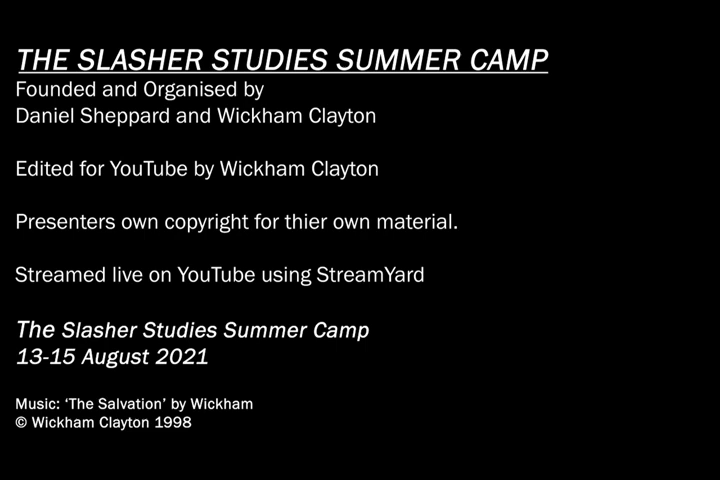 THE SLASHER STUDIES SUMMER CAMP
Founded and Organised by
Daniel Sheppard and Wickham Clayton
Edited for YouTube by Wickham Clayton
Presenters own copyright for thier own material.
Streamed live on YouTube using StreamYard
The Slasher Studies Summer Camp
13-15 August 2021
Music: ‘The Salvation’ by Wickham
© Wickham Clayton 1998